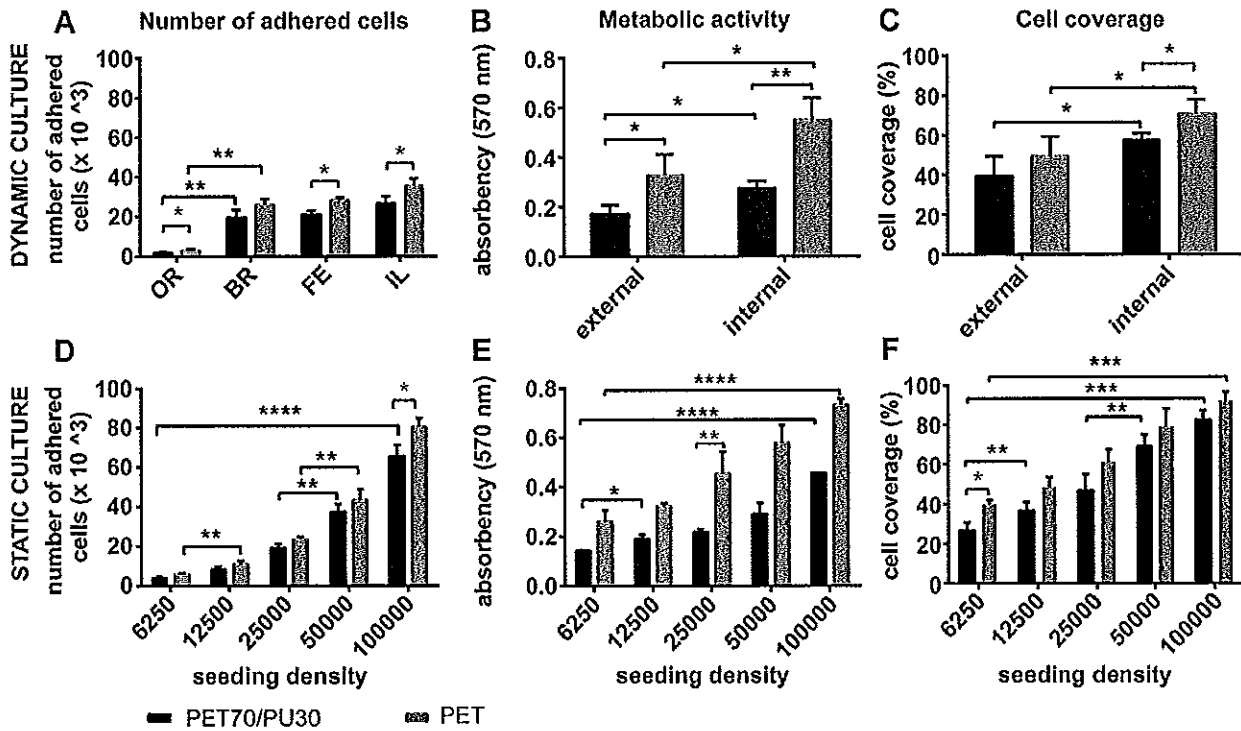 A Number of adhered cells
DYNAMIC CULTURE
number of adhered
cells (x 10 ^3)
100
80
60
40
20
0
**
**
*
*
*
OR BR FE IL
B Metabolic activity
absorbency (570 nm)
0.8
0.6
0.4
0.2
0.0
*
**
*
*
external internal
C Cell coverage
cell coverage (%)
100
80
60
40
20
0
*
*
*
external internal
D
STATIC CULTURE
number of adhered
cells (x 10 ^3)
100
80
60
40
20
0
*
****
**
**
**
6250 12500 25000 50000 100000
seeding density
E
absorbency (570 nm)
0.8
0.6
0.4
0.2
0.0
****
****
**
*
6250 12500 25000 50000 100000
seeding density
F
cell coverage (%)
100
80
60
40
20
0
***
***
**
**
*
6250 12500 25000 50000 100000
seeding density
PET70/PU30 PET